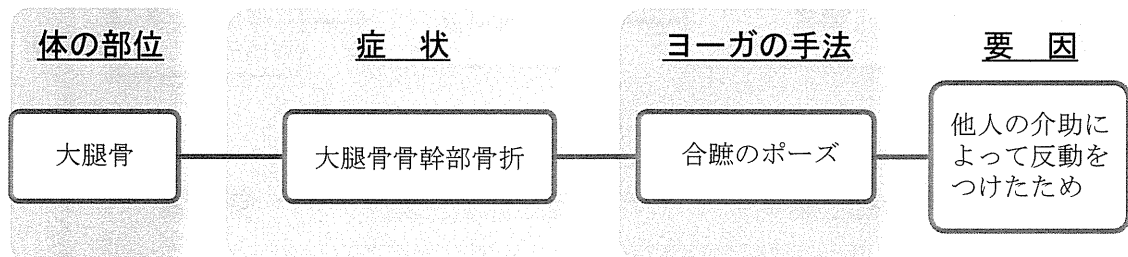 体の部位
症 状
ヨーガの手法
要 因
大腿骨
大腿骨骨幹部骨折
合蹠のポーズ
他人の介助に
よって反動を
つけたため